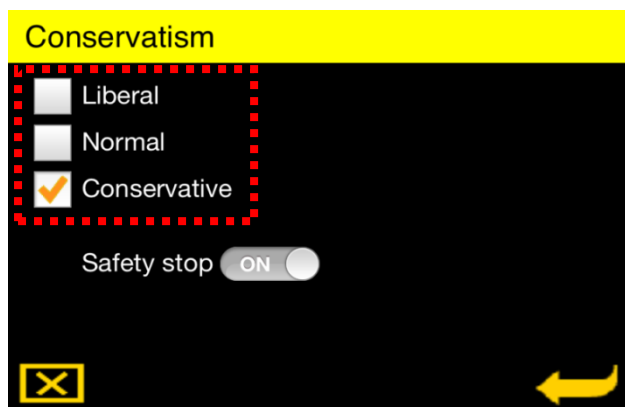 Conservatism
Liberal
Normal
Conservative
Safety stop ON